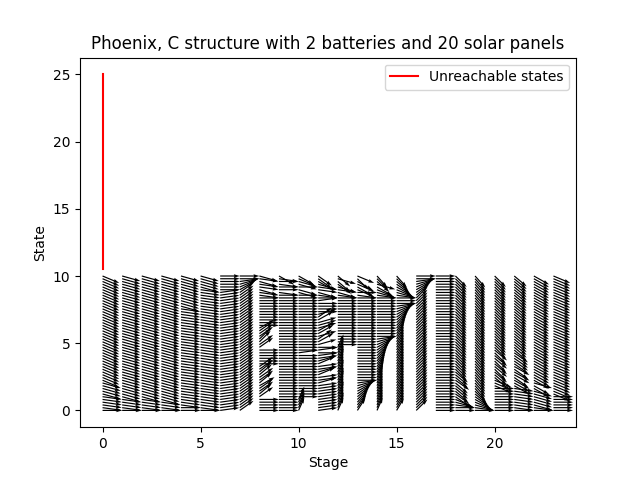 Phoenix, C structure with 2 batteries and 20 solar panels
Unreachable states
25
20
15
10
5
0
State
0 5 10 15 20
Stage